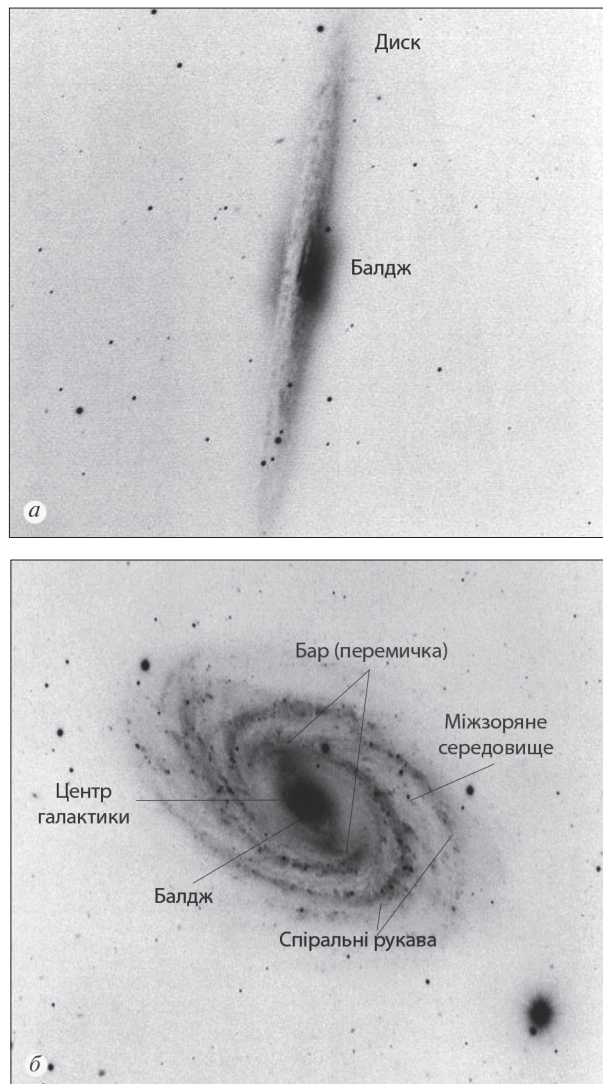 Диск
Балдж
а
Бар (перемичка)
Міжзоряне
середовище
Центр
галактики
Балдж
Спіральні рукава
б